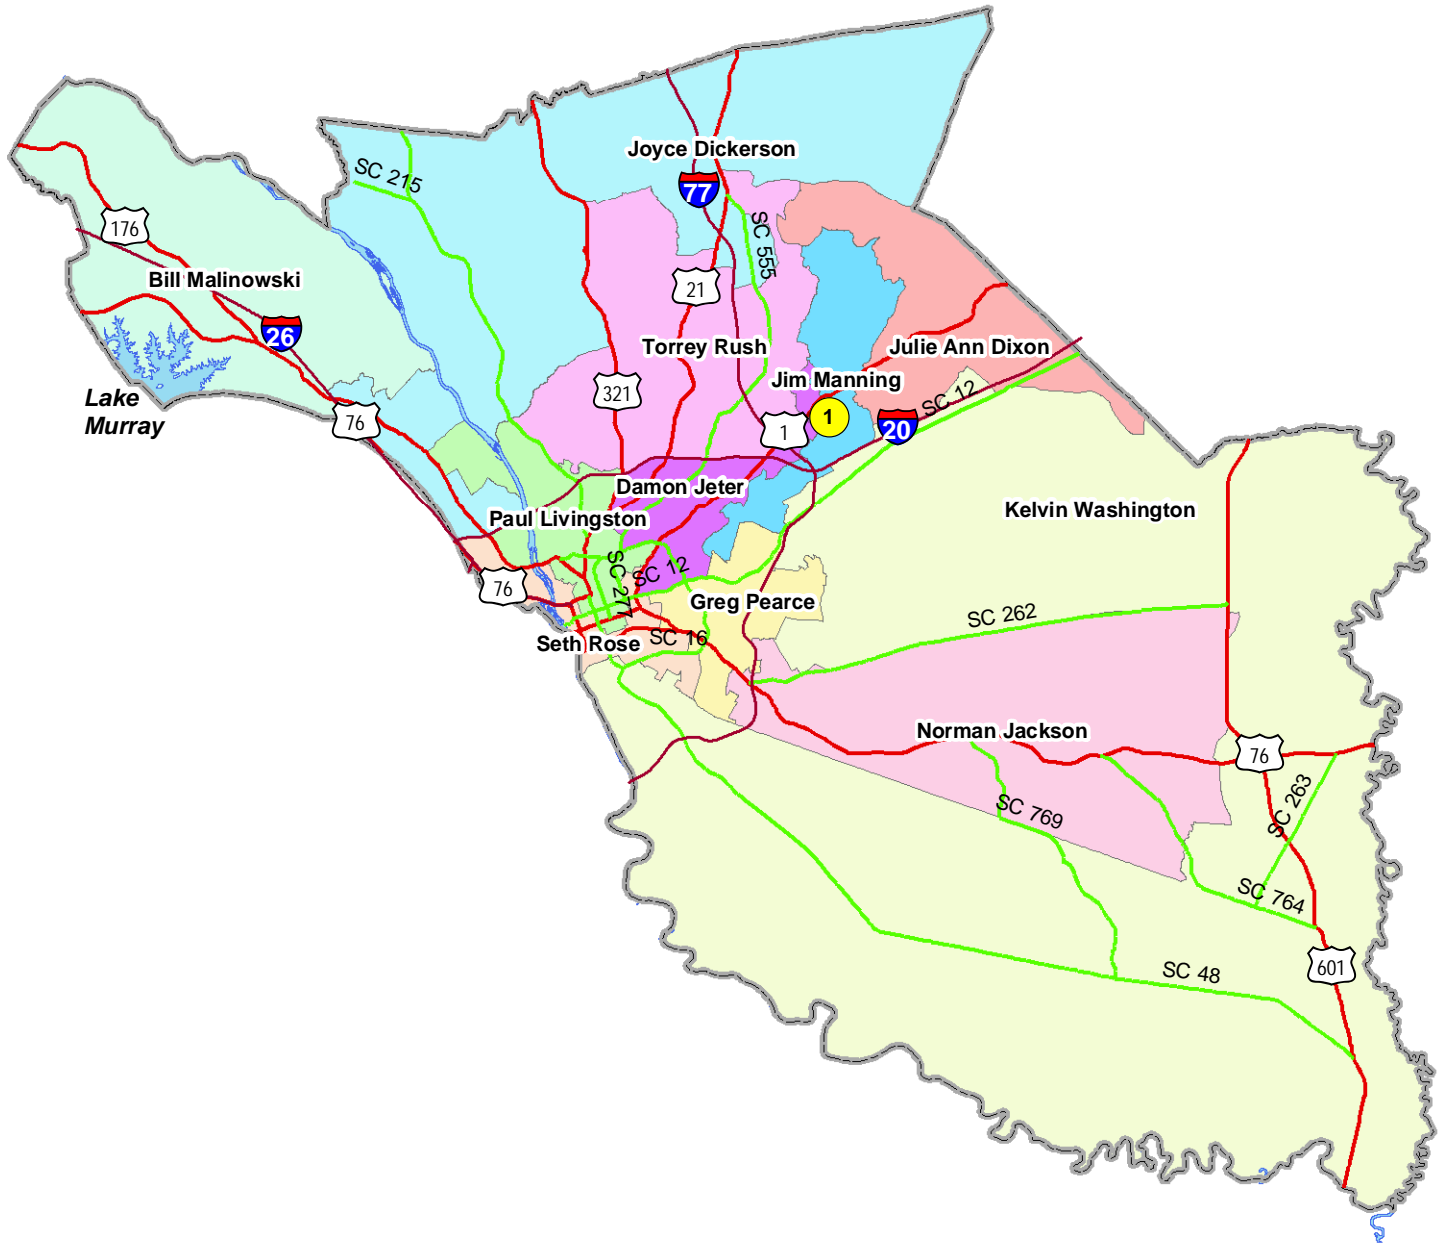 Joyce Dickerson
77
SC 215
176
SC 555
Bill Malinowski
21
26
Torrey Rush
Julie Ann Dixon
Jim Manning
321
Lake
Murray
76
1
1
20
SC 12
Damon Jeter
Paul Livingston
Kelvin Washington
SC 277
SC 12
76
Greg Pearce
SC 262
Seth Rose
SC 16
Norman Jackson
76
SC 769
SC 263
SC 764
601
SC 48